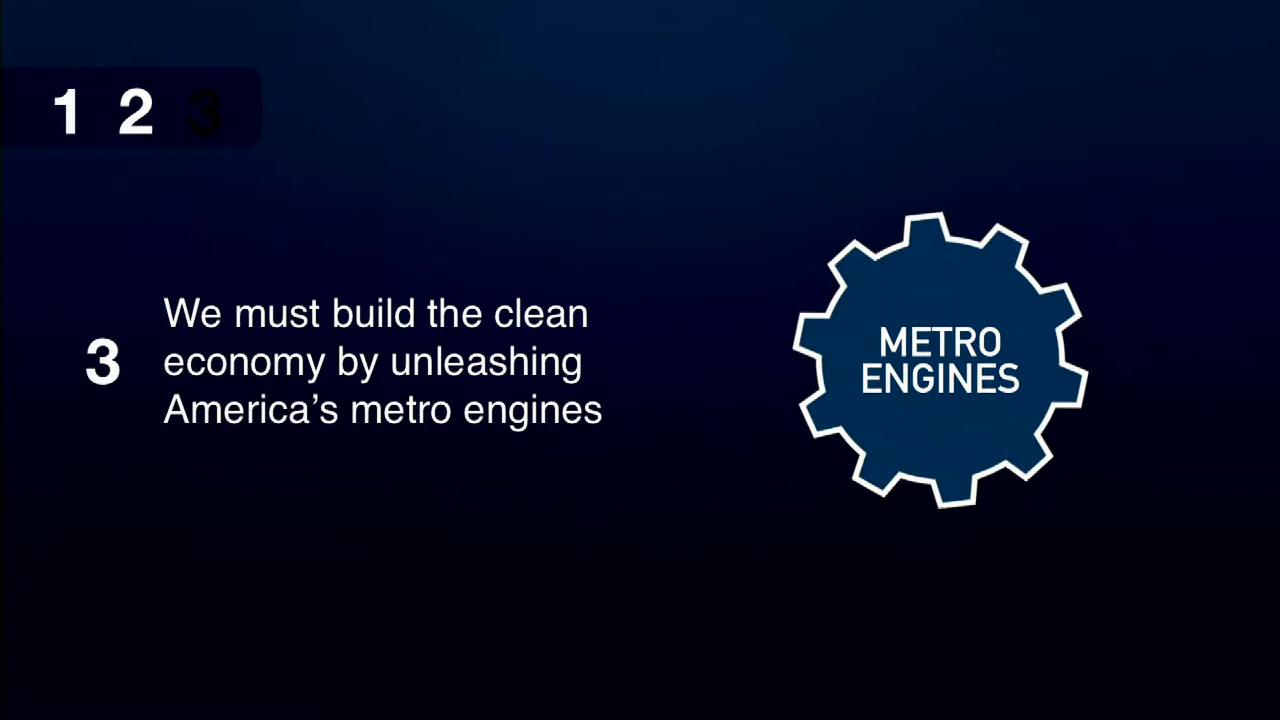 1 2 3
3
We must build the clean
economy by unleashing
America’s metro engines
METRO
ENGINES